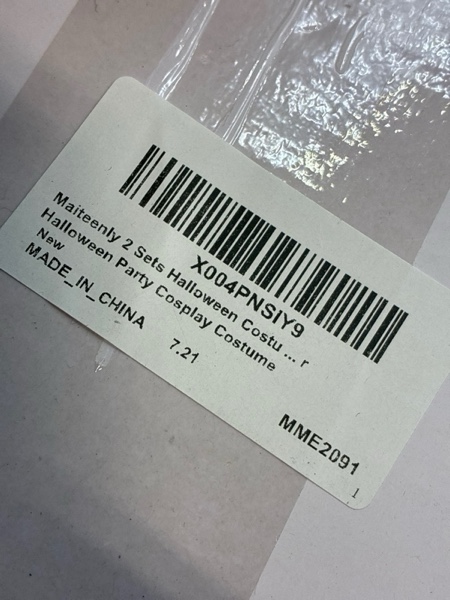 X004PNSIY9
Maiteenly 2 Sets Halloween Costu ... r
Halloween Party Cosplay Costume
New
MADE_IN_CHINA
7.21
MME2091
1